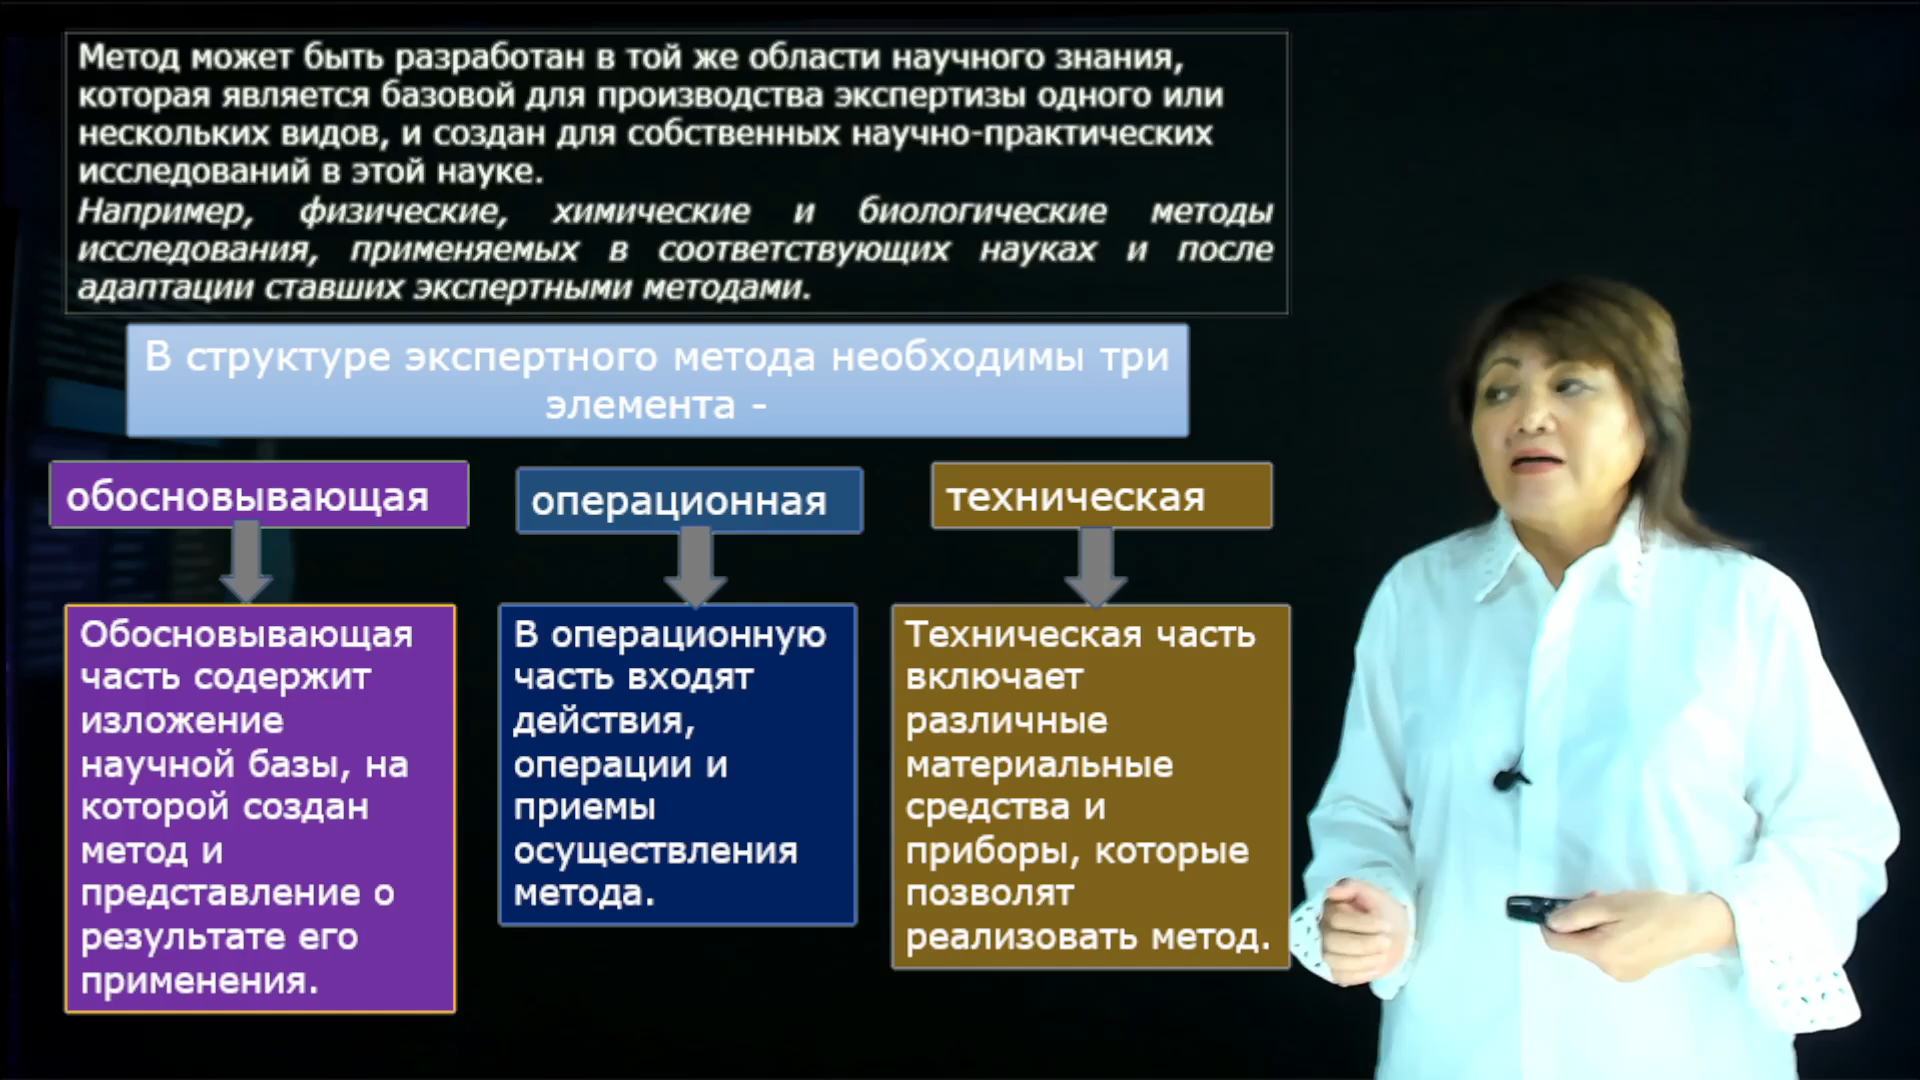 Метод может быть разработан в той же области научного знания,
которая является базовой для производства экспертизы одного или
нескольких видов, и создан для собственных научно-практических
исследований в этой науке.
Например, физические, химические и биологические методы
исследования, применяемых в соответствующих науках и после
адаптации ставших экспертными методами.
В структуре экспертного метода необходимы три
элемента -
обосновывающая
операционная
техническая
Обосновывающая
часть содержит
изложение
научной базы, на
которой создан
метод и
представление о
результате его
применения.
В операционную
часть входят
действия,
операции и
приемы
осуществления
метода.
Техническая часть
включает
различные
материальные
средства и
приборы, которые
позволят
реализовать метод.